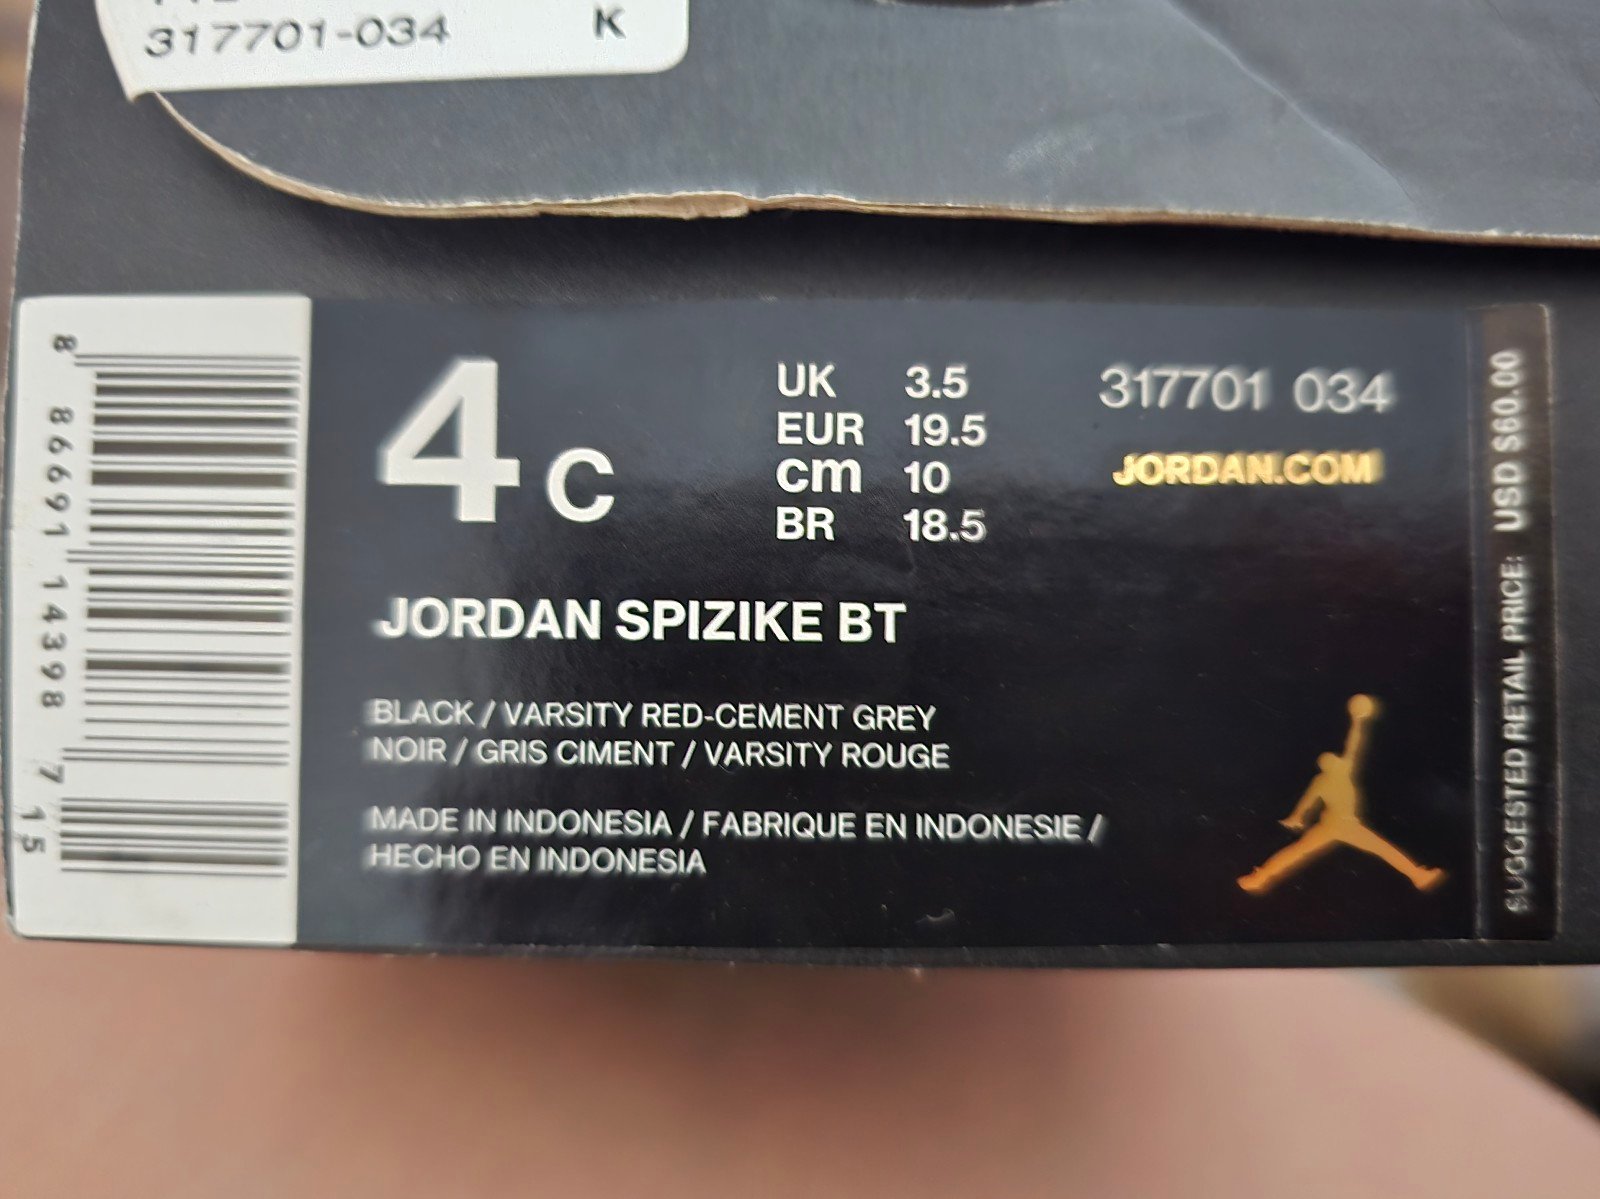 317701-034 K
4 C
UK 3.5
EUR 19.5
cm 10
BR 18.5
317701 034
JORDAN.COM
JORDAN SPIZIKE BT
BLACK / VARSITY RED-CEMENT GREY
NOIR / GRIS CIMENT / VARSITY ROUGE
MADE IN INDONESIA / FABRIQUE EN INDONESIE /
HECHO EN INDONESIA
SUGGESTED RETAIL PRICE: USD $60.00
8 86691 14398 7 15